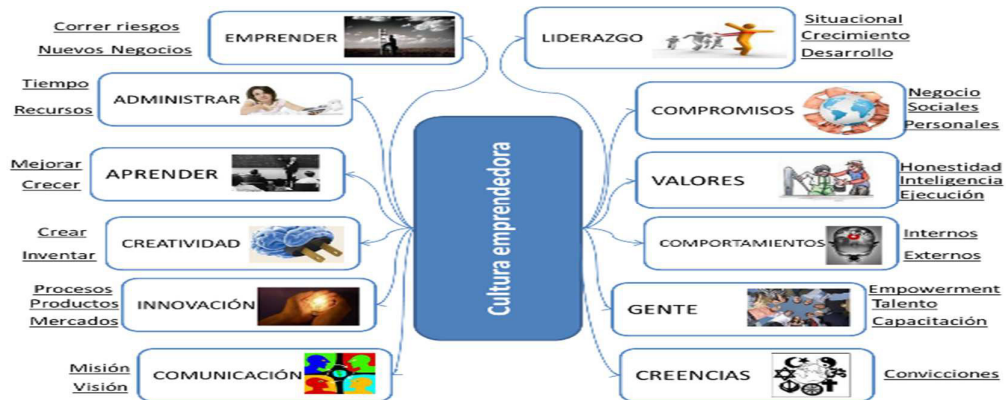 Correr riesgos
Nuevos Negocios
EMPRENDER
Tiempo
Recursos
ADMINISTRAR
Mejorar
Crecer
APRENDER
Crear
Inventar
CREATIVIDAD
Procesos
Productos
Mercados
INNOVACIÓN
Misión
Visión
COMUNICACIÓN
Cultura emprendedora
LIDERAZGO
Situacional
Crecimiento
Desarrollo
COMPROMISOS
Negocio
Sociales
Personales
VALORES
Honestidad
Inteligencia
Ejecución
COMPORTAMIENTOS
Internos
Externos
GENTE
Empowerment
Talento
Capacitación
CREENCIAS
Convicciones